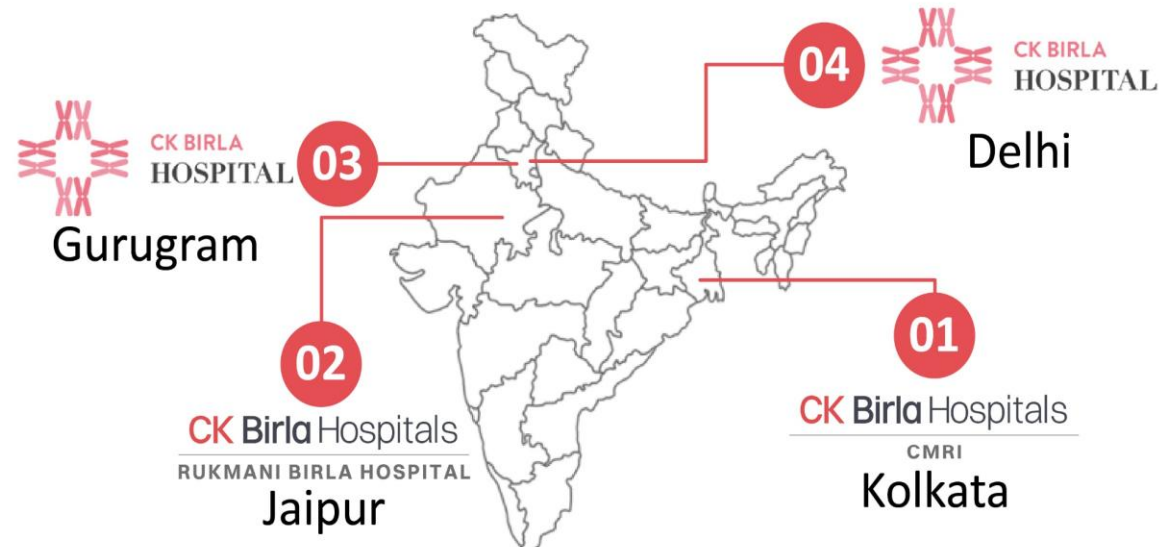 04
CK BIRLA
HOSPITAL
Delhi
03
CK BIRLA
HOSPITAL
Gurugram
02
CK Birla Hospitals
RUKMANI BIRLA HOSPITAL
Jaipur
01
CK Birla Hospitals
CMRI
Kolkata